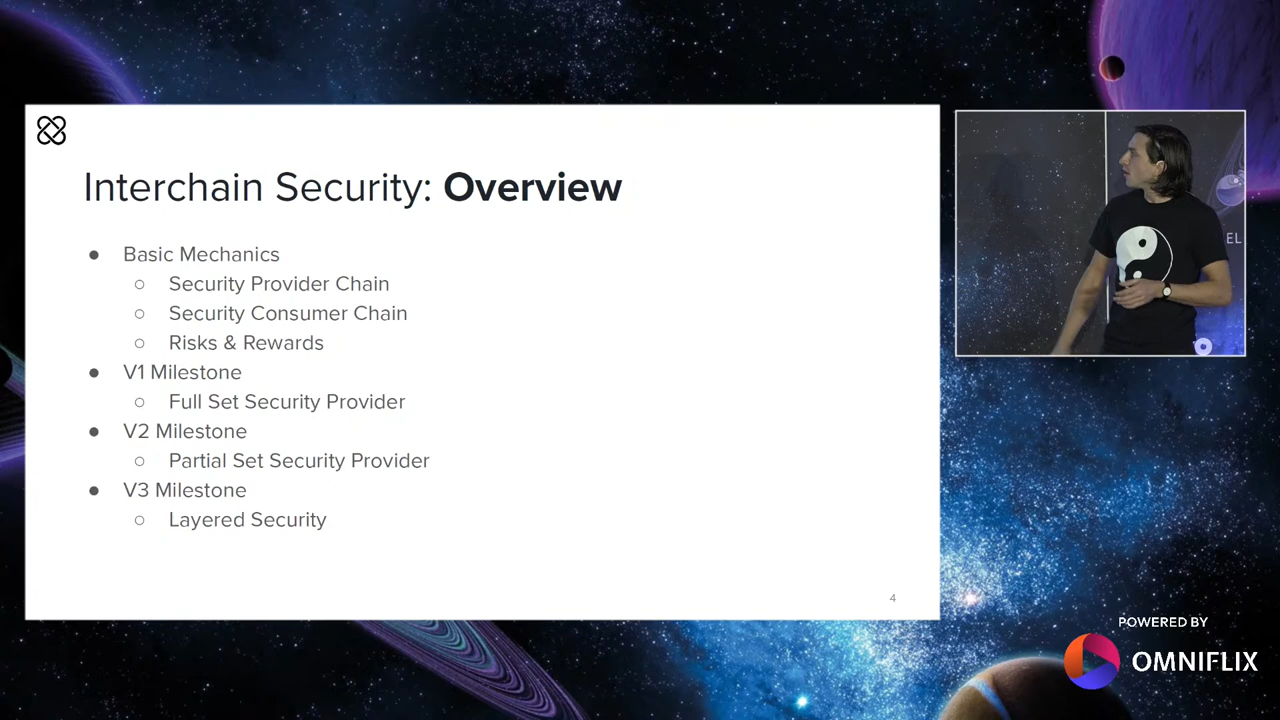 Interchain Security: Overview
● Basic Mechanics
○ Security Provider Chain
○ Security Consumer Chain
○ Risks & Rewards
● V1 Milestone
○ Full Set Security Provider
● V2 Milestone
○ Partial Set Security Provider
● V3 Milestone
○ Layered Security
4
EL
POWERED BY
OMNIFLIX